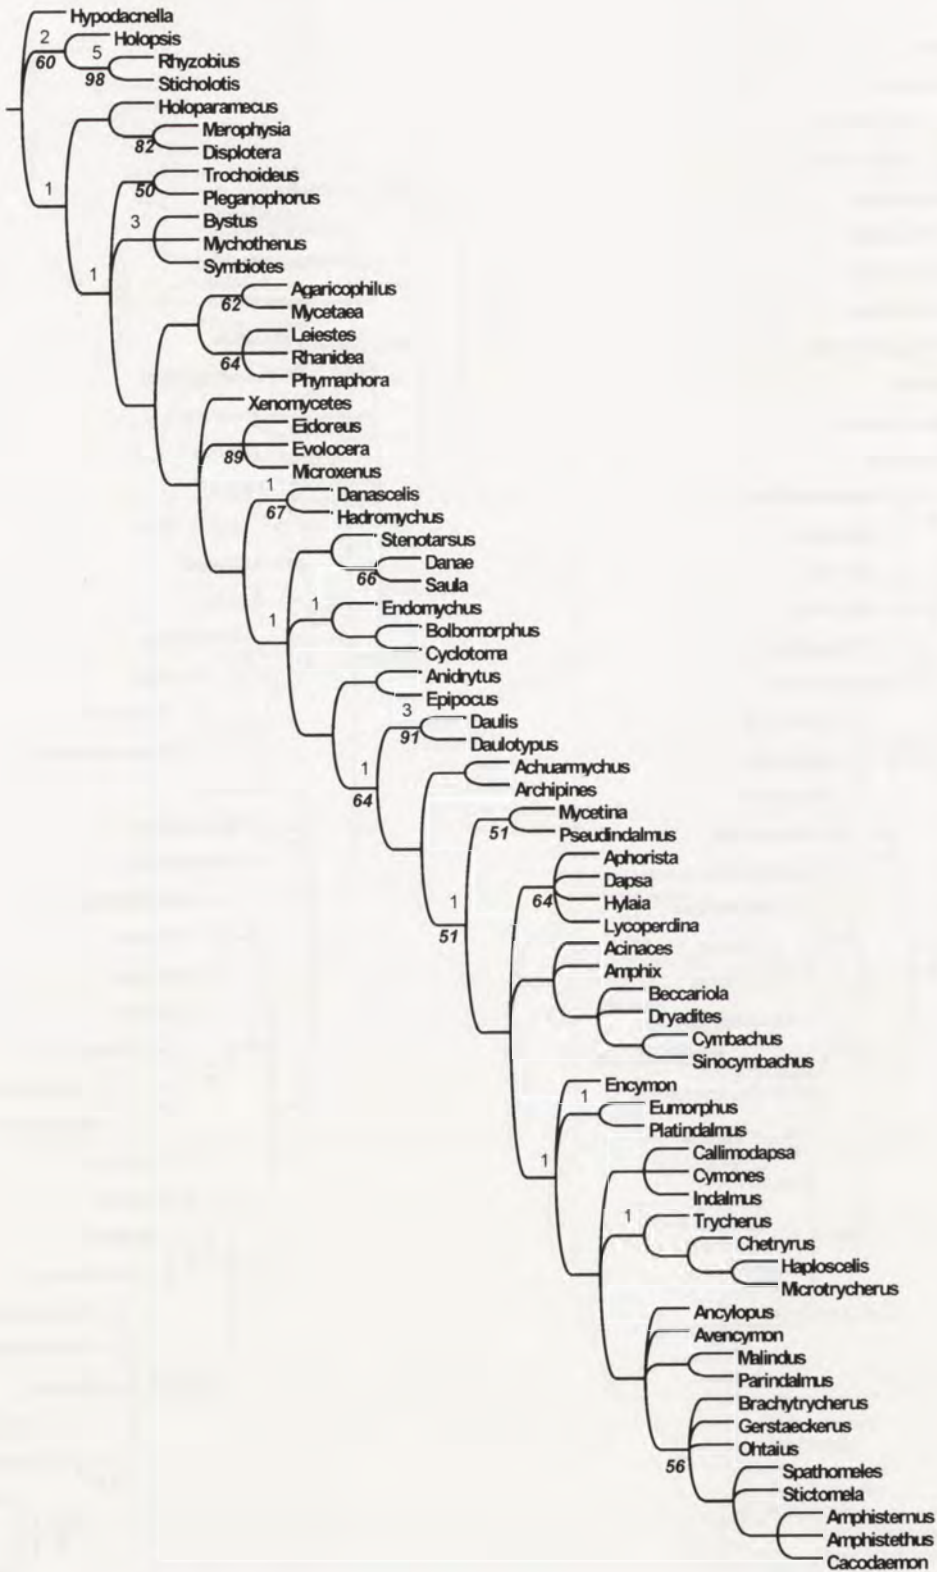 Hypodacnella
2 Holopsis
60 5 Rhyzobius
98 Sticholotis
Holoparamecus
Merophysia
82 Displotera
Trochoideus
1 50 Pleganophorus
3 Bystus
Mychothenus
1 Symbiotes
Agaricophilus
62 Mycetaea
Leiestes
64 Rhanidea
Phymaphora
Xenomycetes
Eidoreus
89 Evolocera
Microxenus
1 Danascelis
67 Hadromychus
Stenotarsus
Danae
66 Saula
1 1 Endomychus
Bolbomorphus
Cyclotoma
Anidrytus
Epipocus
3 Daulis
91 Daulotypus
1 Achuarmychus
64 Archipines
Mycetina
51 Pseudindalmus
Aphorista
Dapsa
64 Hylaia
1 Lycoperdina
51 Acinaces
Amphix
Beccariola
Dryadites
Cymbachus
Sinocymbachus
Encymon
1 Eumorphus
Platindalmus
1 Callimodapsa
Cymones
Indalmus
1 Trycherus
Chetryrus
Haploscelis
Microtrycherus
Ancylopus
Avencymon
Malindus
Parindalmus
Brachytrycherus
Gerstaeckerus
Ohtaius
56 Spathomeles
Stictomela
Amphisternus
Amphistethus
Cacodaemon